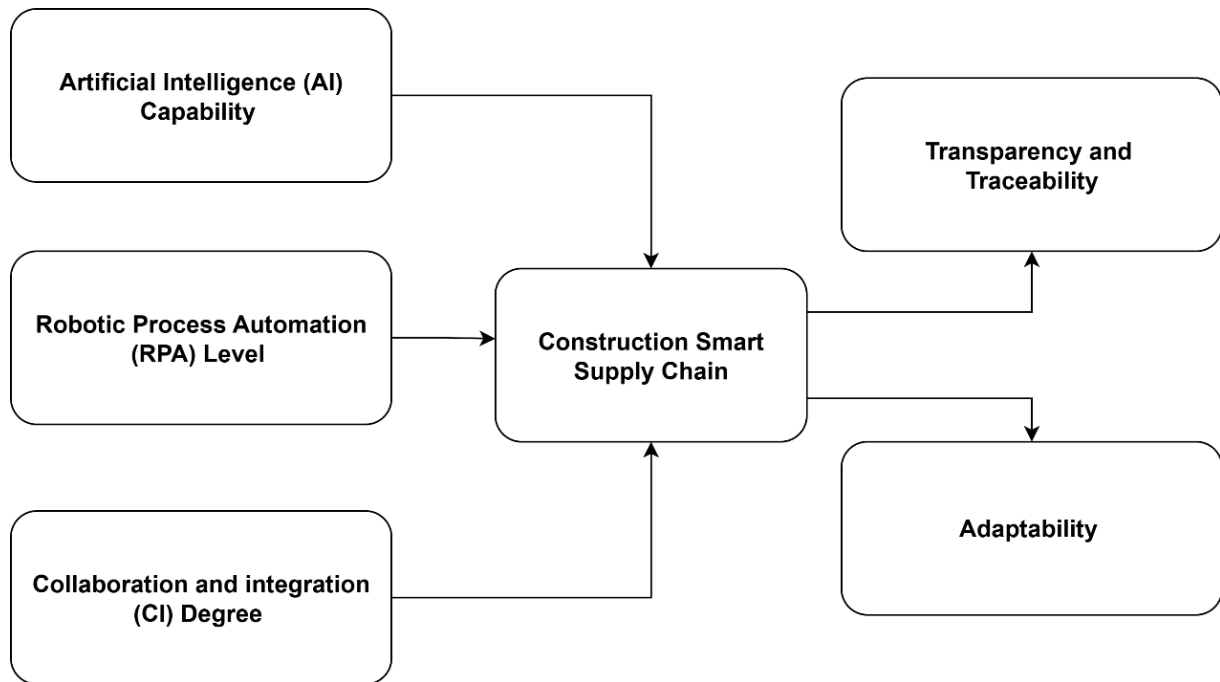 Artificial Intelligence (AI)
Capability
Robotic Process Automation
(RPA) Level
Collaboration and integration
(CI) Degree
Construction Smart
Supply Chain
Transparency and
Traceability
Adaptability